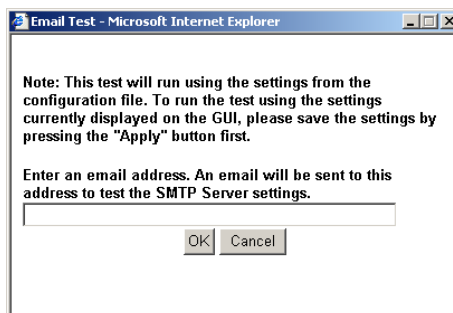 Email Test - Microsoft Internet Explorer
Note: This test will run using the settings from the
configuration file. To run the test using the settings
currently displayed on the GUI, please save the settings by
pressing the "Apply" button first.
Enter an email address. An email will be sent to this
address to test the SMTP Server settings.
OK Cancel